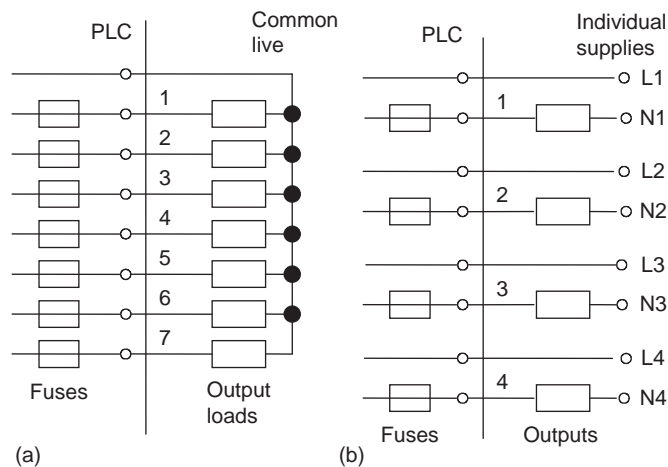 PLC
Common
live
1
2
3
4
5
6
7
Fuses
Output
loads
(a)
PLC
Individual
supplies
L1
1
N1
L2
2
N2
L3
3
N3
L4
4
N4
Fuses
Outputs
(b)